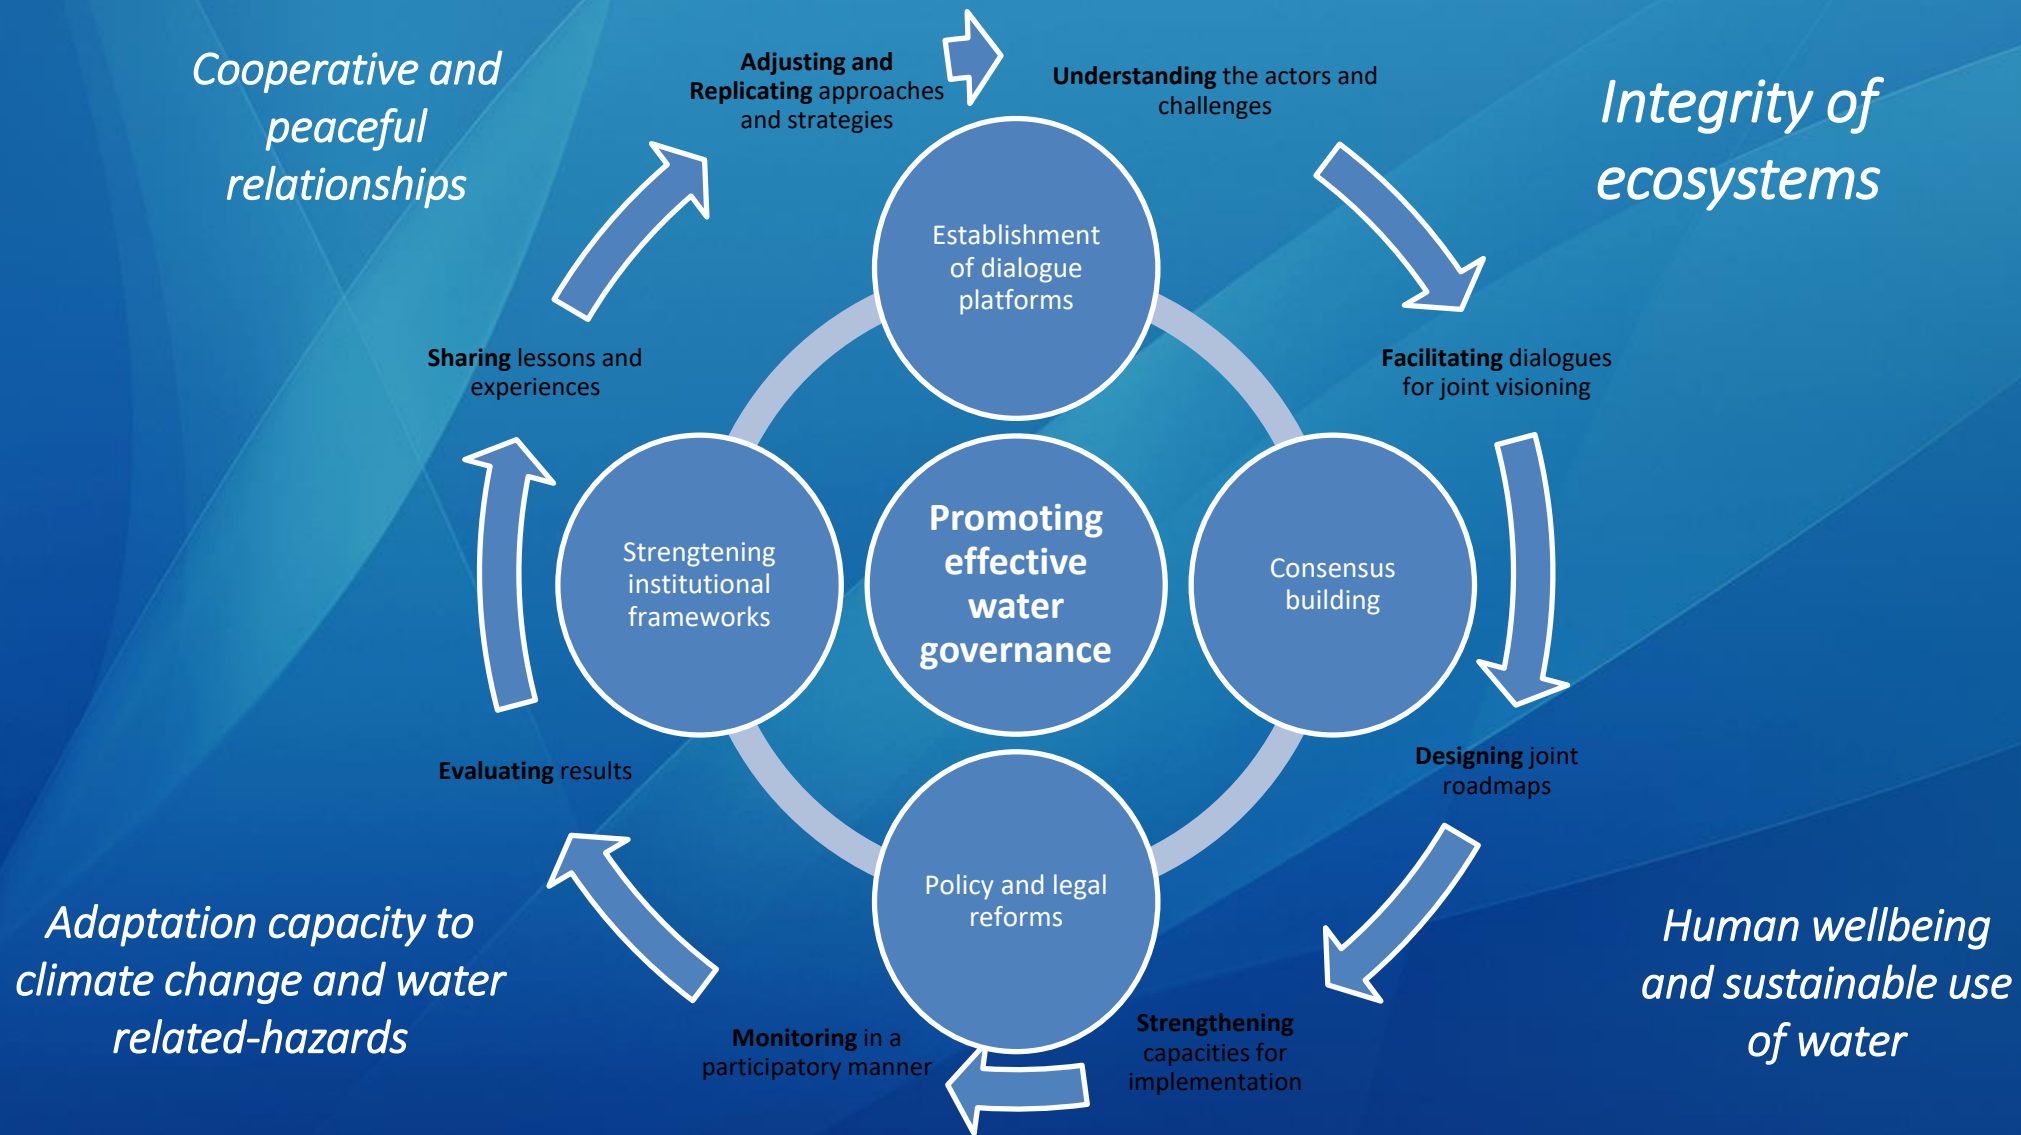 Cooperative and
peaceful
relationships
Adjusting and
Replicating approaches
and strategies
Understanding the actors and
challenges
Integrity of
ecosystems
Establishment
of dialogue
platforms
Sharing lessons and
experiences
Facilitating dialogues
for joint visioning
Strengtening
institutional
frameworks
Promoting
effective
water
governance
Consensus
building
Evaluating results
Designing joint
roadmaps
Policy and legal
reforms
Adaptation capacity to
climate change and water
related-hazards
Monitoring in a
participatory manner
Strengthening
capacities for
implementation
Human wellbeing
and sustainable use
of water